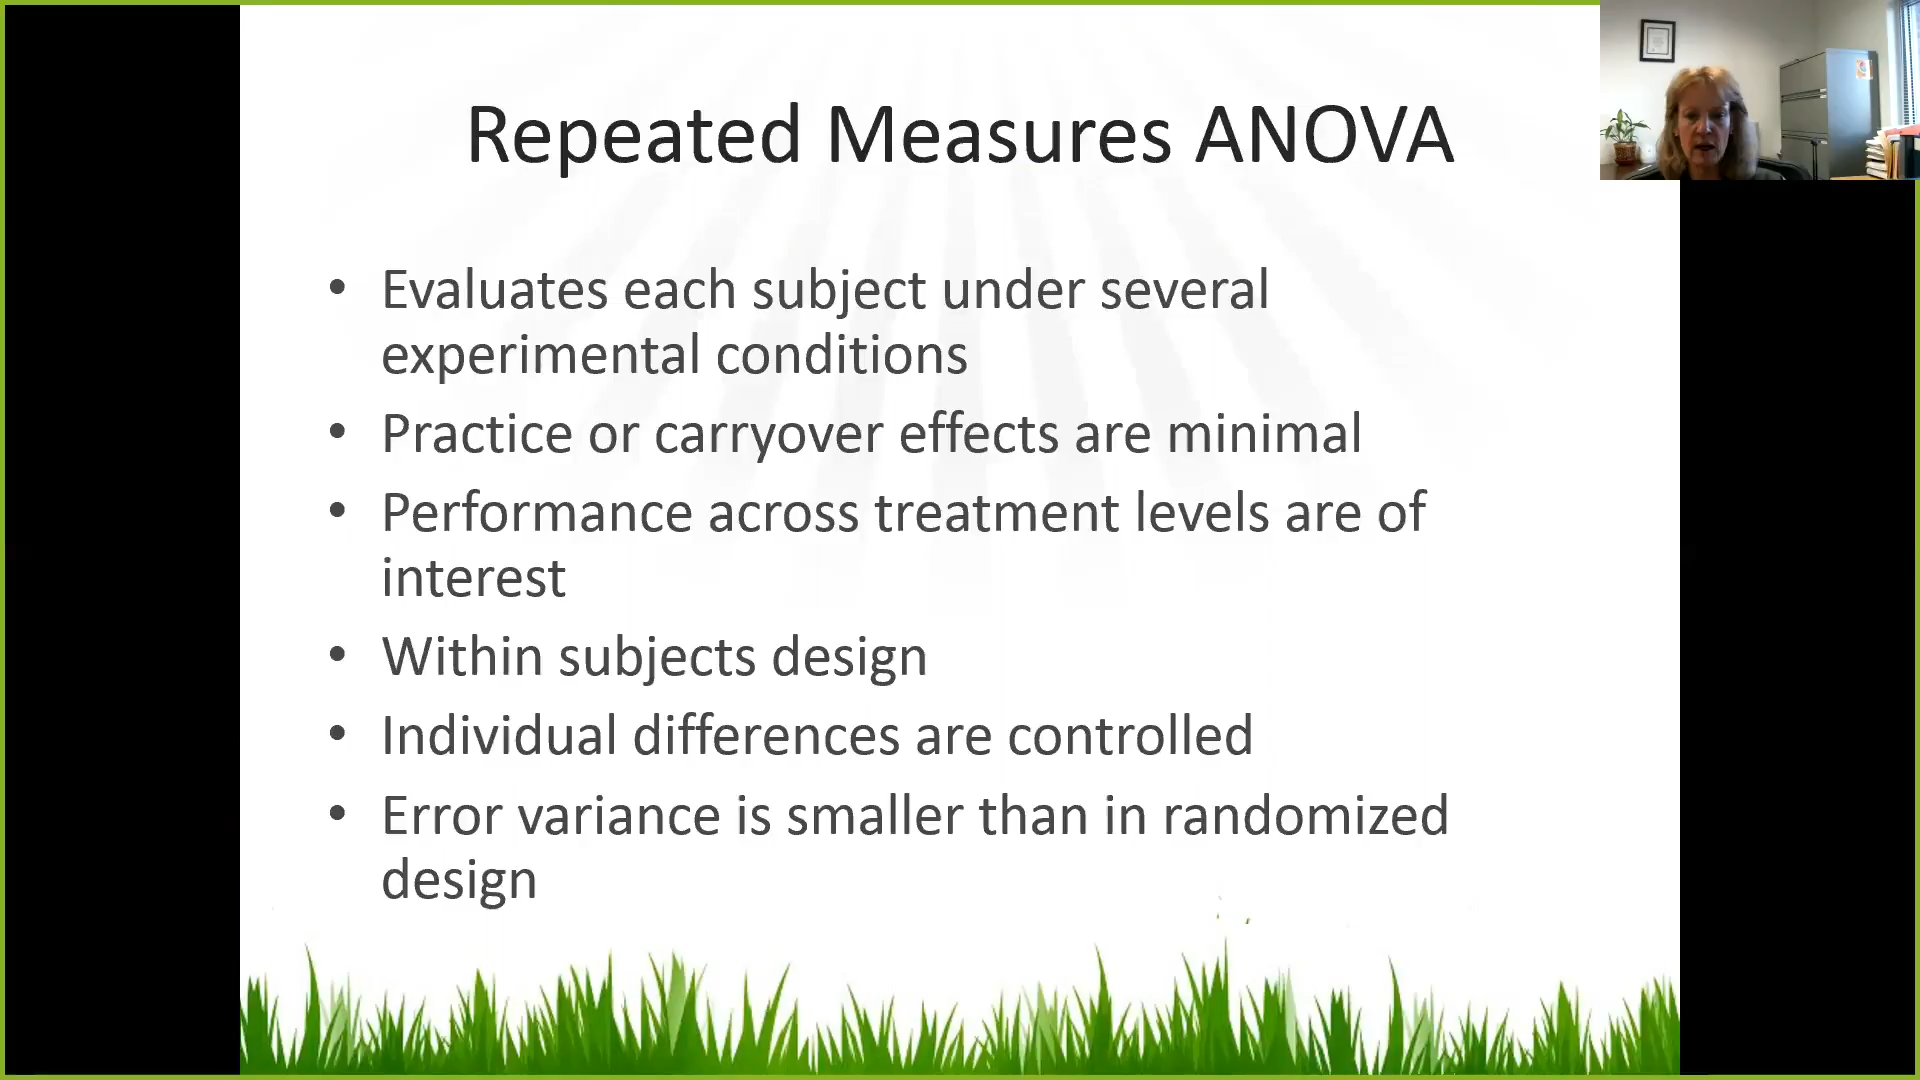 Repeated Measures ANOVA
• Evaluates each subject under several
experimental conditions
• Practice or carryover effects are minimal
• Performance across treatment levels are of
interest
• Within subjects design
• Individual differences are controlled
• Error variance is smaller than in randomized
design